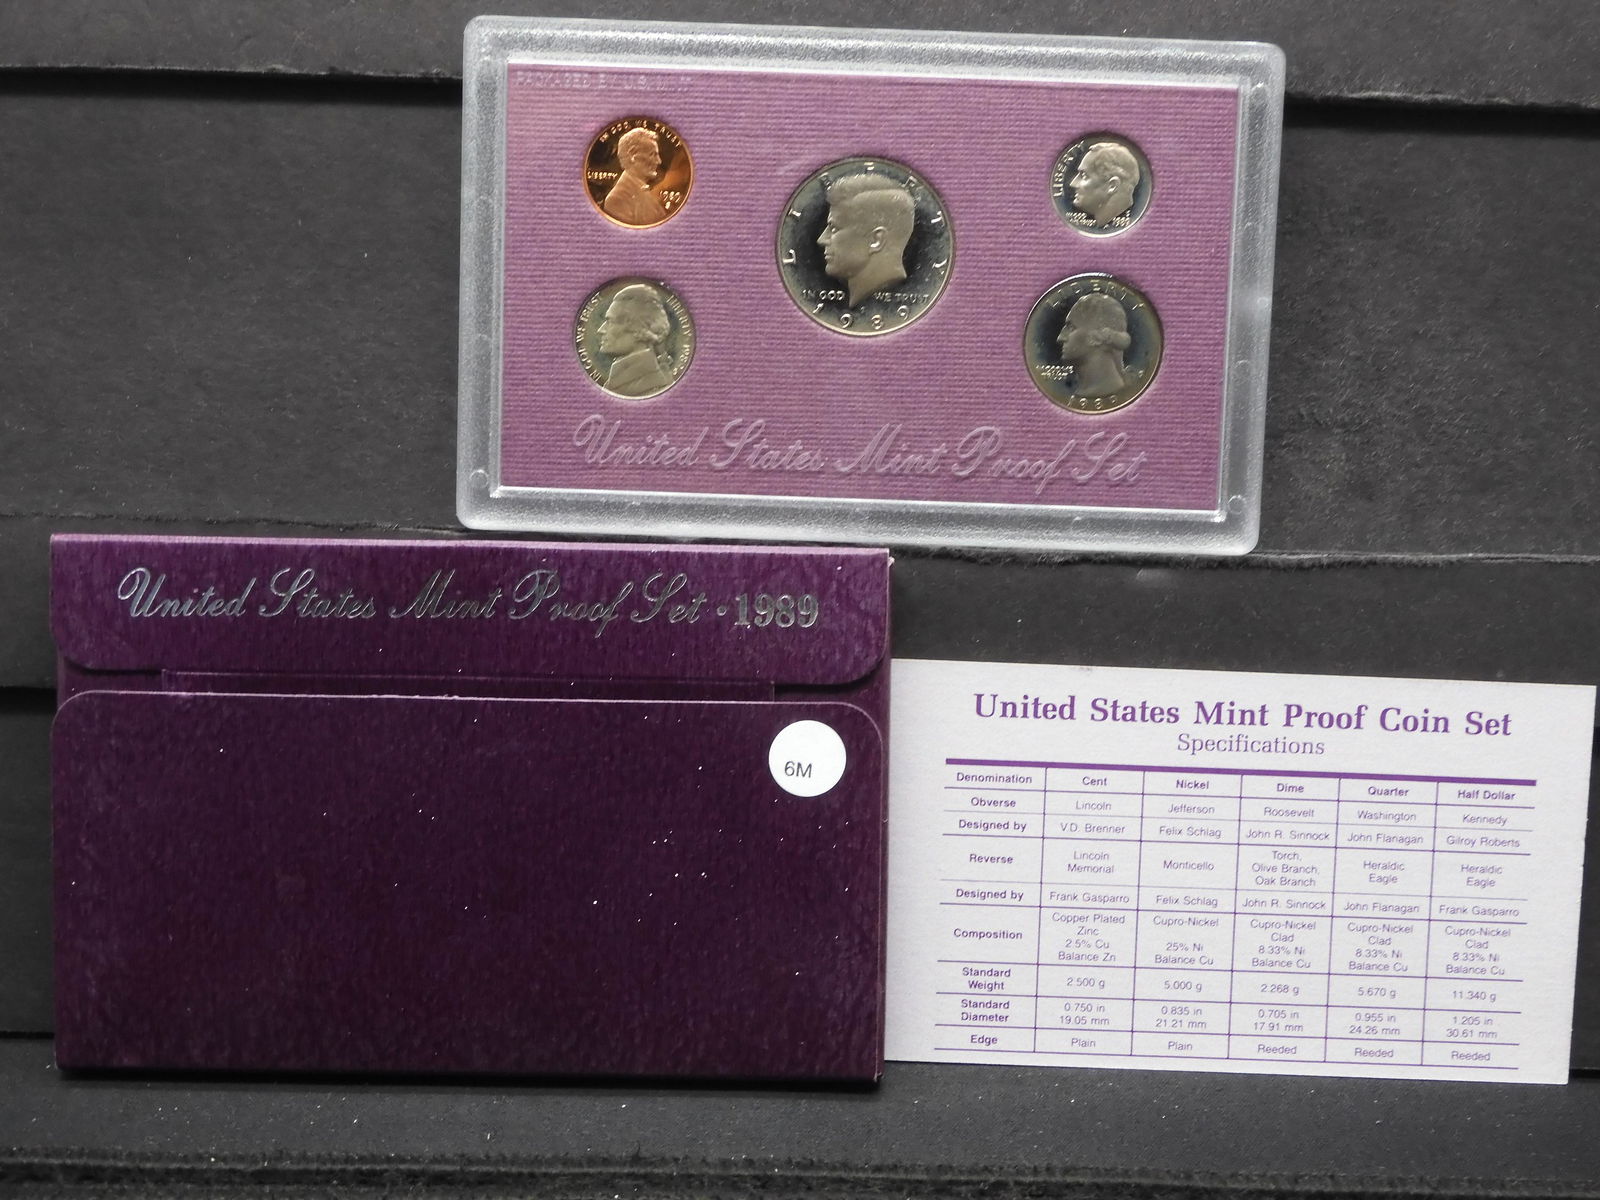 PACKAGED BY U.S. MINT
IN GOD WE TRUST
LIBERTY
1989
S
LIBERTY
IN GOD WE TRUST
1989
LIBERTY
IN GOD
WE TRUST
1989
IN GOD WE TRUST
LIBERTY 1989
LIBERTY
IN GOD WE
TRUST
1989
United States Mint Proof Set
United States Mint Proof Set · 1989
6M
United States Mint Proof Coin Set
Specifications
Denomination Cent Nickel Dime Quarter Half Dollar
Obverse Lincoln Jefferson Roosevelt Washington Kennedy
Designed by V.D. Brenner Felix Schlag John R. Sinnock John Flanagan Gilroy Roberts
Reverse Lincoln Memorial Monticello Torch, Olive Branch, Oak Branch Heraldic Eagle Heraldic Eagle
Designed by Frank Gasparro Felix Schlag John R. Sinnock John Flanagan Frank Gasparro
Composition Copper Plated Zinc 2.5% Cu Balance Zn Cupro-Nickel 25% Ni Balance Cu Cupro-Nickel Clad 8.33% Ni Balance Cu Cupro-Nickel Clad 8.33% Ni Balance Cu Cupro-Nickel Clad 8.33% Ni Balance Cu
Standard Weight 2.500 g 5.000 g 2.268 g 5.670 g 11.340 g
Standard Diameter 0.750 in 19.05 mm 0.835 in 21.21 mm 0.705 in 17.91 mm 0.955 in 24.26 mm 1.205 in 30.61 mm
Edge Plain Plain Reeded Reeded Reeded